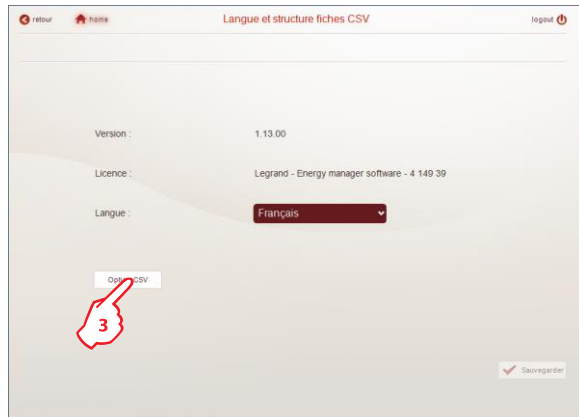 retour home Langue et structure fiches CSV logout
Version : 1.13.00
Licence : Legrand - Energy manager software - 4 149 39
Langue : Français
Option CSV
3
Sauvegarder